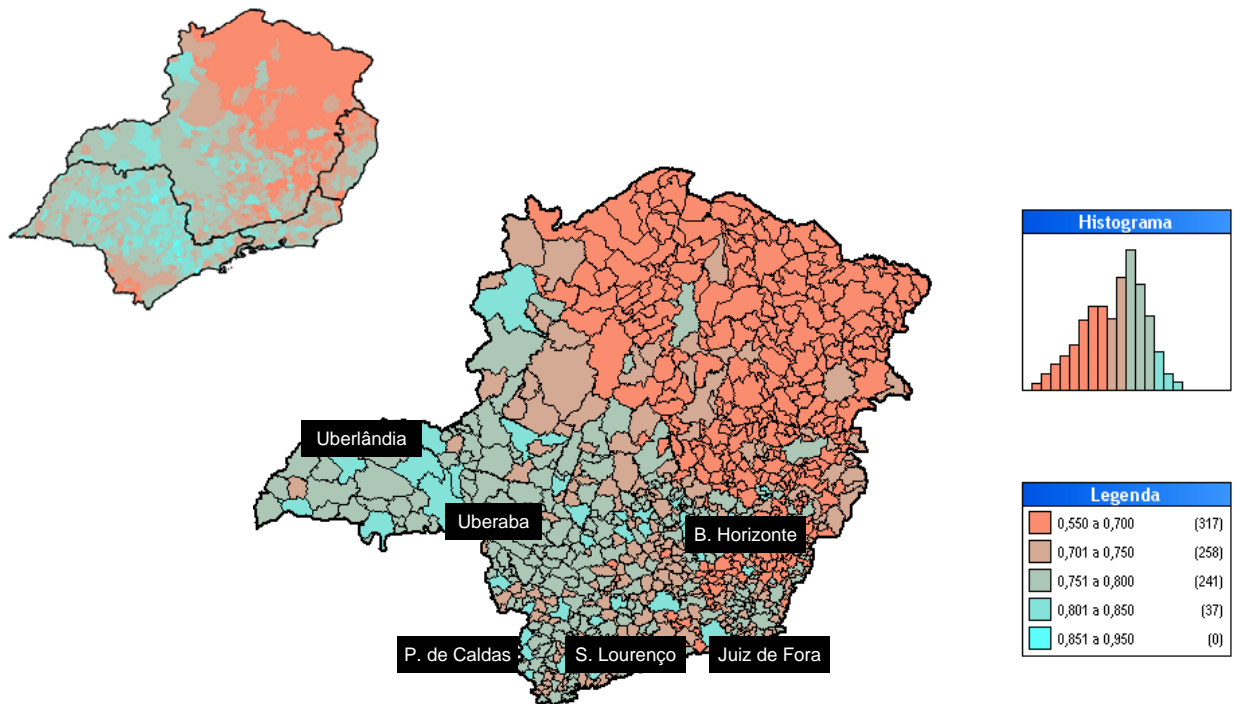 Histograma
Uberlândia
Uberaba
B. Horizonte
P. de Caldas
S. Lourenço
Juiz de Fora
Legenda
0,550 a 0,700 (317)
0,701 a 0,750 (258)
0,751 a 0,800 (241)
0,801 a 0,850 (37)
0,851 a 0,950 (0)